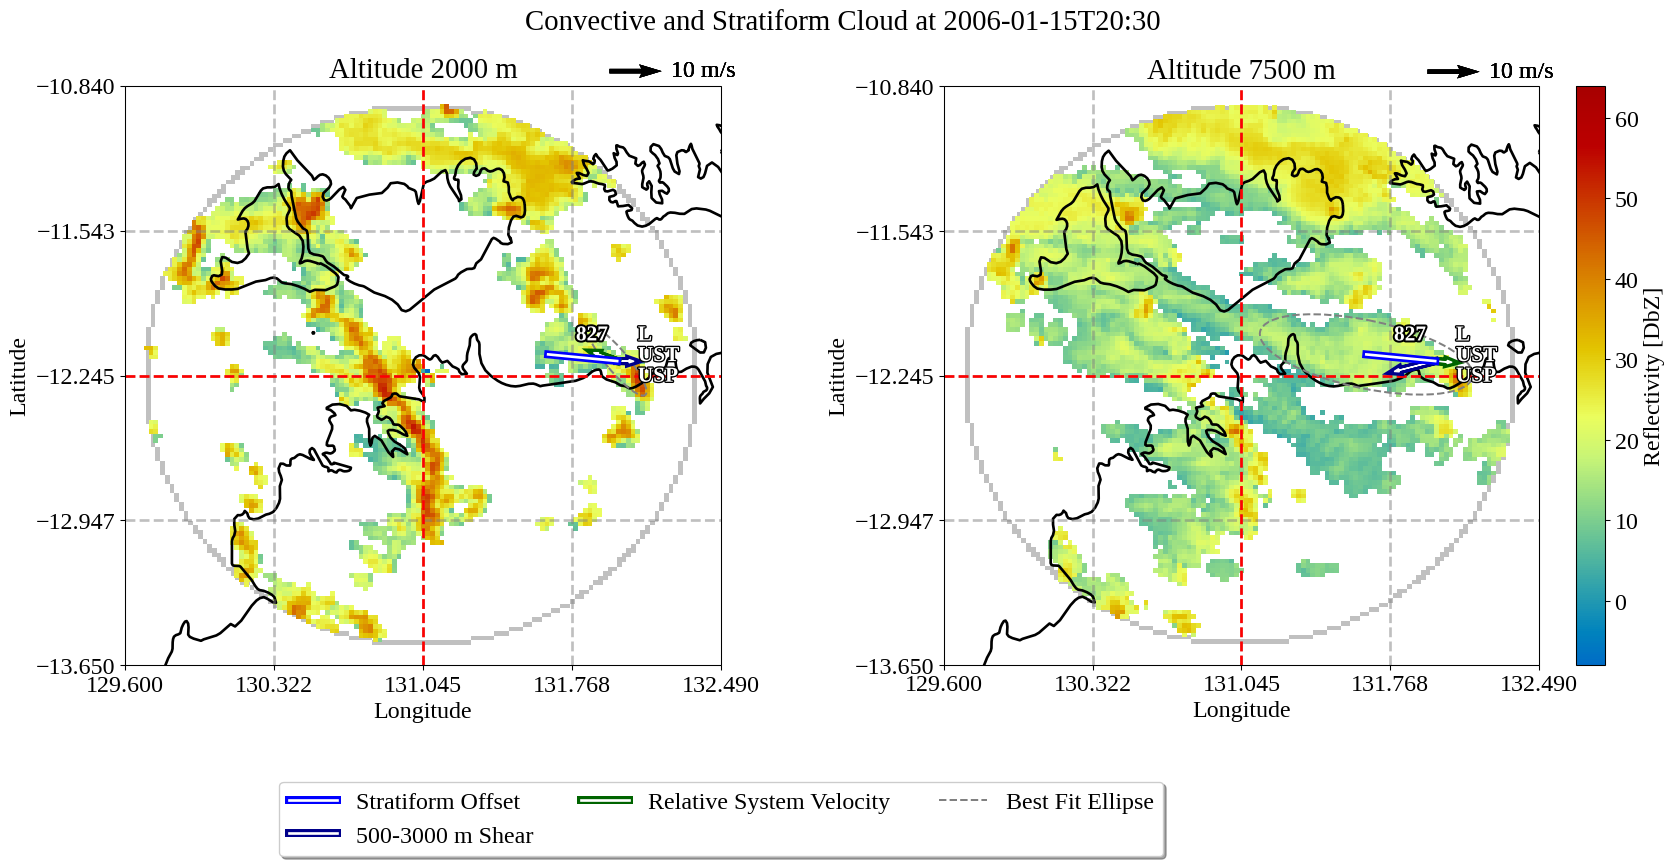 Convective and Stratiform Cloud at 2006-01-15T20:30
Altitude 2000 m
10 m/s
Altitude 7500 m
10 m/s
−10.840
−11.543
−12.245
−12.947
−13.650
Latitude
129.600
130.322
131.045
131.768
132.490
Longitude
827
L
UST
USP
−10.840
−11.543
−12.245
−12.947
−13.650
Latitude
129.600
130.322
131.045
131.768
132.490
Longitude
827
L
UST
USP
60
50
40
30
20
10
0
Reflectivity [DbZ]
Stratiform Offset
500-3000 m Shear
Relative System Velocity
Best Fit Ellipse